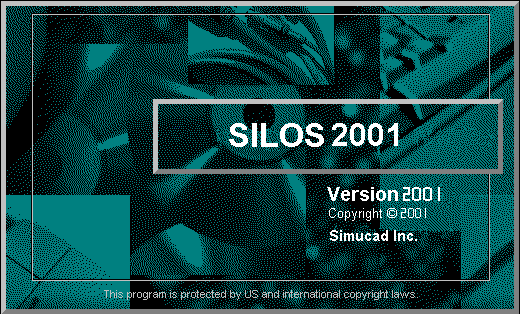 SILOS 2001
Version 2001
Copyright © 2001
Simucad Inc.
This program is protected by US and international copyright laws.